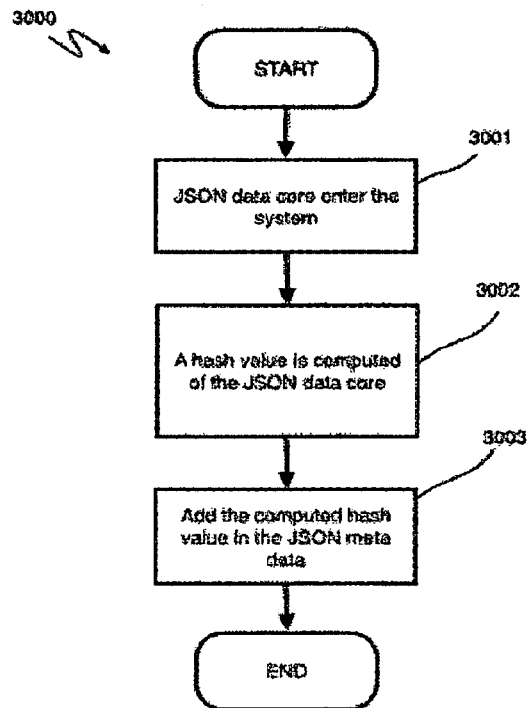 3000
START
3001
JSON data core enter the
system
3002
A hash value is computed
of the JSON data core
3003
Add the computed hash
value in the JSON meta
data
END